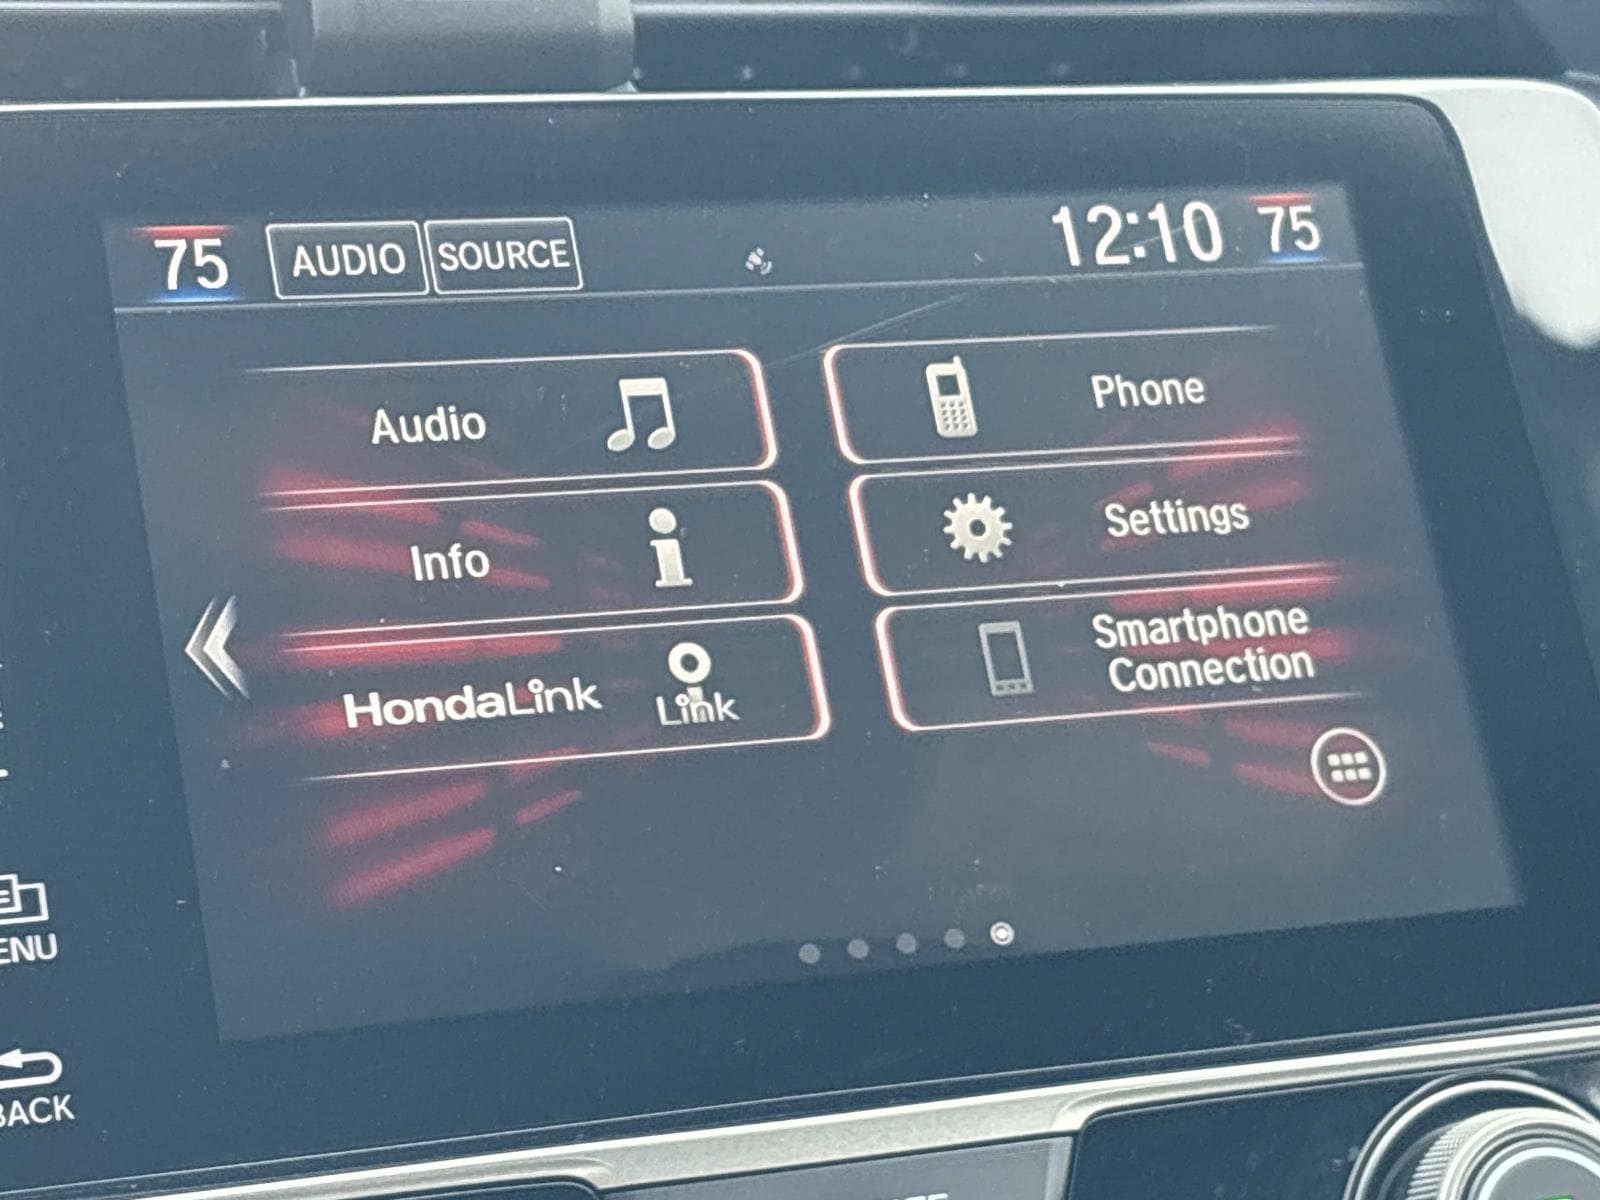 75 AUDIO SOURCE 12:10 75
Audio
Phone
Info
Settings
HondaLink
Link
Smartphone
Connection
ENU
BACK